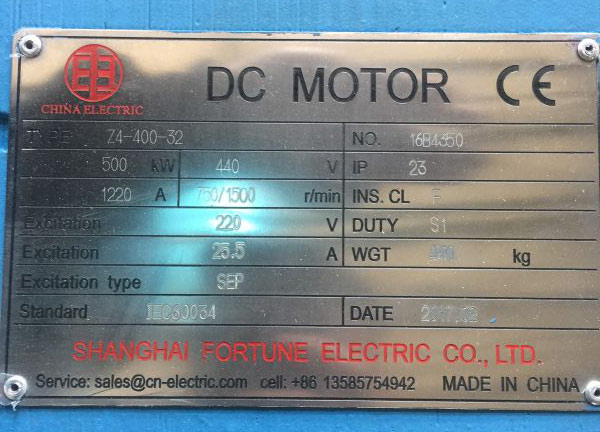 CHINA ELECTRIC
DC MOTOR CE
TYPE Z4-400-32 NO. 16B4350
500 kW 440 V IP 23
1220 A 750/1500 r/min INS. CL F
Excitation 220 V DUTY S1
Excitation 25.5 A WGT kg
Excitation type SEP
Standard IEC60034 DATE
SHANGHAI FORTUNE ELECTRIC CO., LTD.
Service: sales@cn-electric.com cell: +86 13585754942 MADE IN CHINA